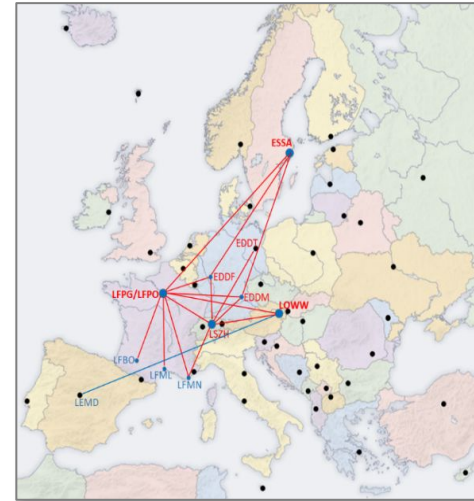 ESSA
EDDT
EDDF
LFPG/LFPO
EDDM
LOWW
LSZH
LFBO
LFML
LFMN
LEMD